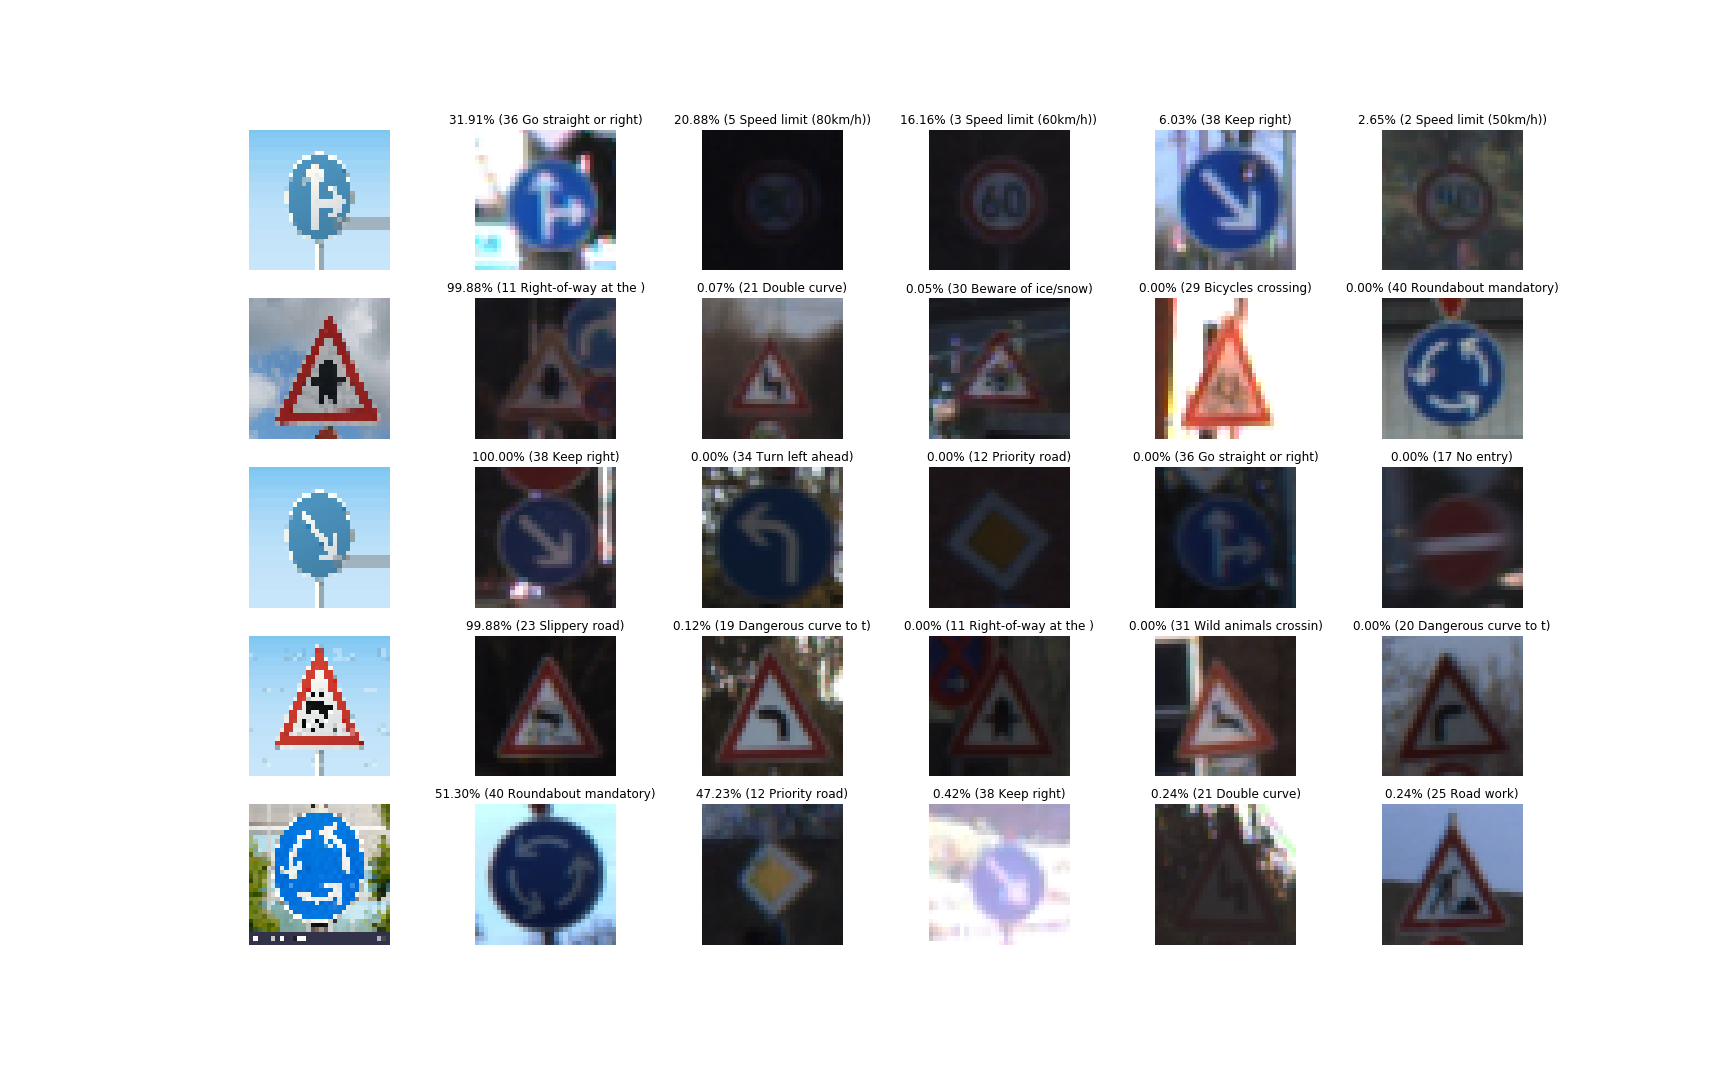 31.91% (36 Go straight or right)
20.88% (5 Speed limit (80km/h))
16.16% (3 Speed limit (60km/h))
6.03% (38 Keep right)
2.65% (2 Speed limit (50km/h))
60
99.88% (11 Right-of-way at the )
0.07% (21 Double curve)
0.05% (30 Beware of ice/snow)
0.00% (29 Bicycles crossing)
0.00% (40 Roundabout mandatory)
100.00% (38 Keep right)
0.00% (34 Turn left ahead)
0.00% (12 Priority road)
0.00% (36 Go straight or right)
0.00% (17 No entry)
99.88% (23 Slippery road)
0.12% (19 Dangerous curve to t)
0.00% (11 Right-of-way at the )
0.00% (31 Wild animals crossin)
0.00% (20 Dangerous curve to t)
51.30% (40 Roundabout mandatory)
47.23% (12 Priority road)
0.42% (38 Keep right)
0.24% (21 Double curve)
0.24% (25 Road work)